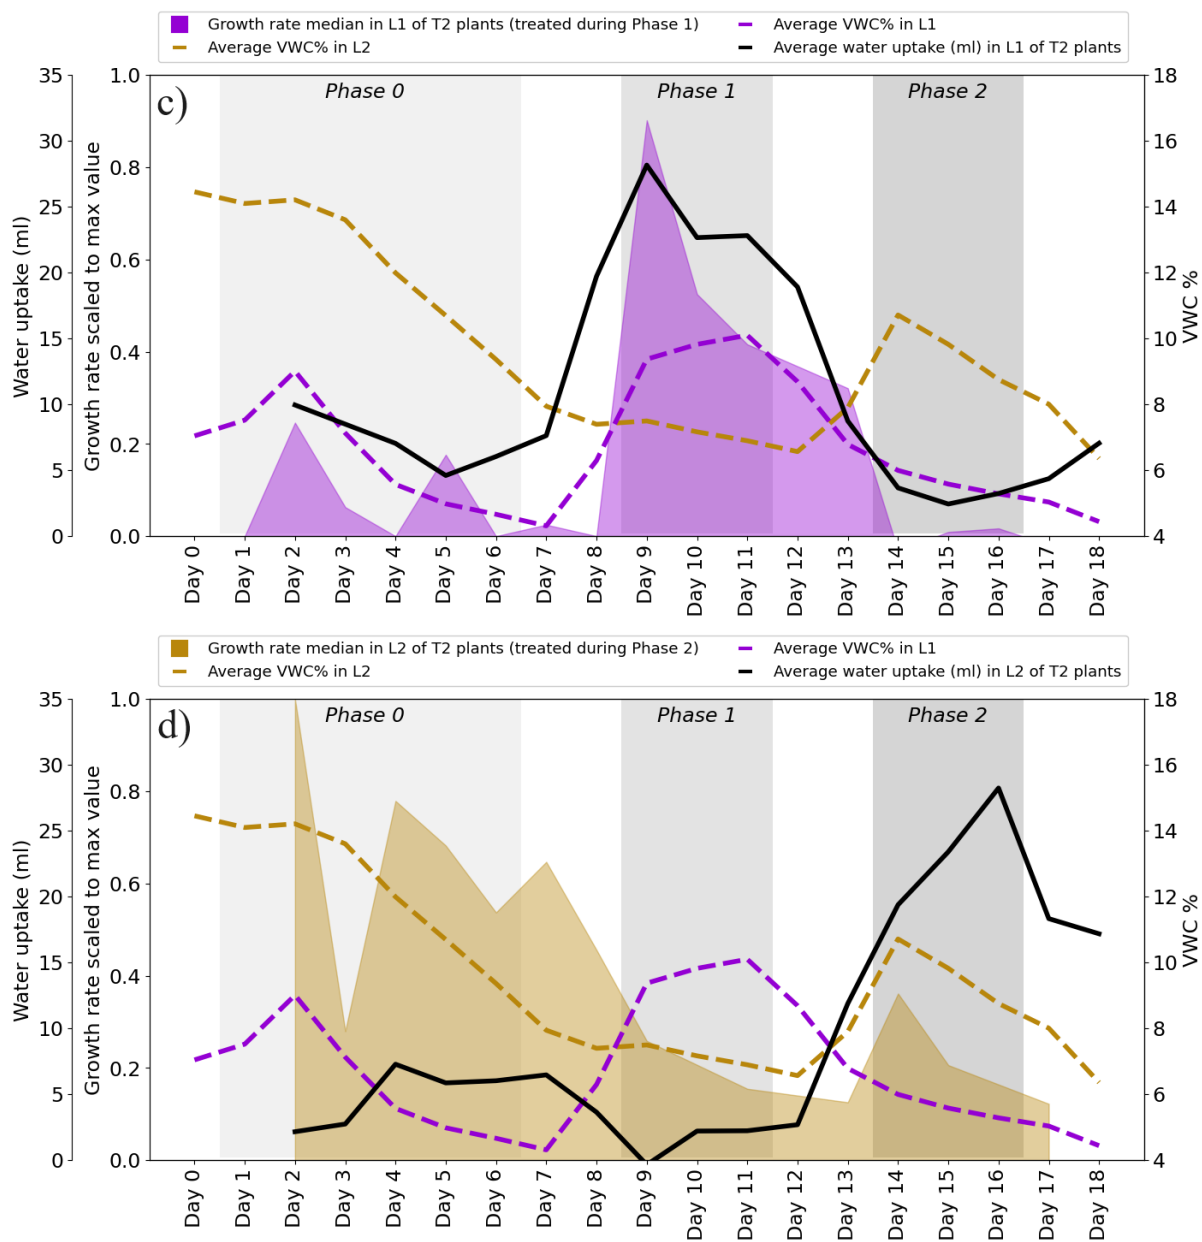 Growth rate median in L1 of T2 plants (treated during Phase 1)
Average VWC% in L2
Average VWC% in L1
Average water uptake (ml) in L1 of T2 plants
c)
Phase 0
Phase 1
Phase 2
Water uptake (ml)
35
30
25
20
15
10
5
0
Growth rate scaled to max value
1.0
0.8
0.6
0.4
0.2
0.0
18
16
14
12
10
8
6
4
VWC %
Day 0
Day 1
Day 2
Day 3
Day 4
Day 5
Day 6
Day 7
Day 8
Day 9
Day 10
Day 11
Day 12
Day 13
Day 14
Day 15
Day 16
Day 17
Day 18
Growth rate median in L2 of T2 plants (treated during Phase 2)
Average VWC% in L2
Average VWC% in L1
Average water uptake (ml) in L2 of T2 plants
d)
Phase 0
Phase 1
Phase 2
Water uptake (ml)
35
30
25
20
15
10
5
0
Growth rate scaled to max value
1.0
0.8
0.6
0.4
0.2
0.0
18
16
14
12
10
8
6
4
VWC %
Day 0
Day 1
Day 2
Day 3
Day 4
Day 5
Day 6
Day 7
Day 8
Day 9
Day 10
Day 11
Day 12
Day 13
Day 14
Day 15
Day 16
Day 17
Day 18